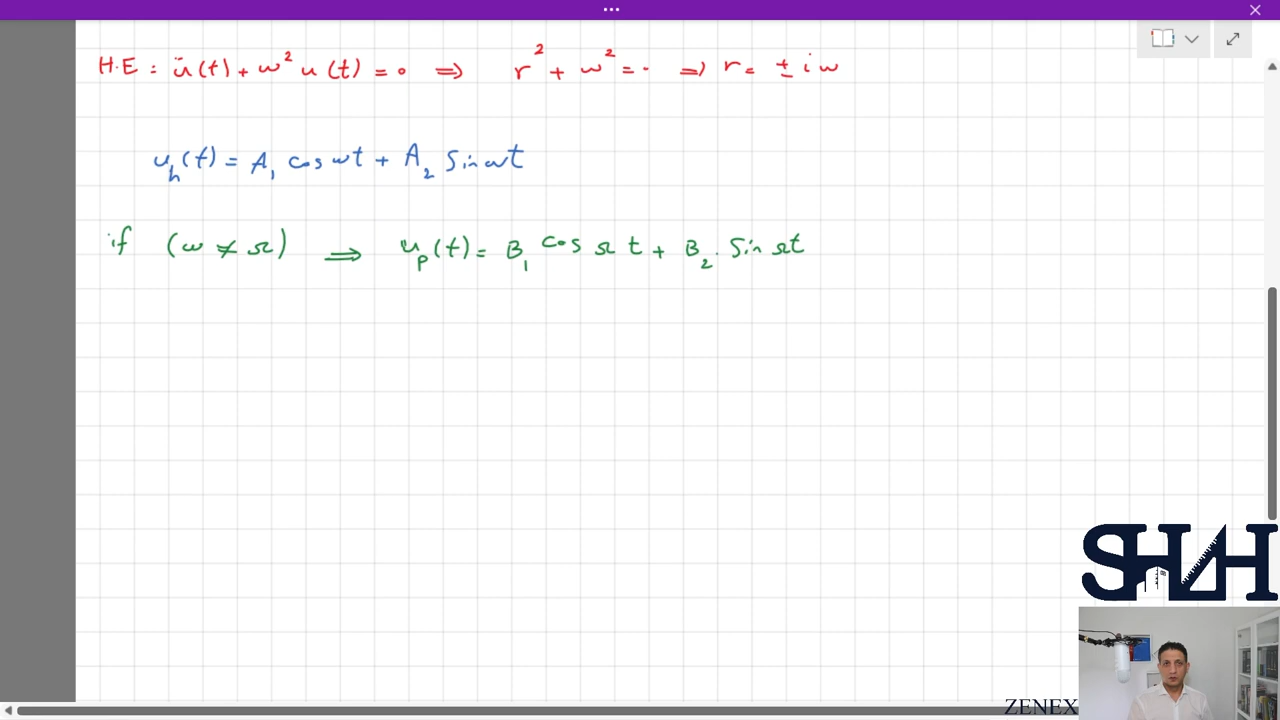 H.E : ü(t) + ω² u(t) = 0 ⇒ r² + ω² = 0 ⇒ r = ± i ω
u_h(t) = A₁ cos ωt + A₂ Sin ωt
if (ω ≠ Ω) ⇒ u_p(t) = B₁ cos Ω t + B₂ . Sin Ωt
SHZH
ZENEX